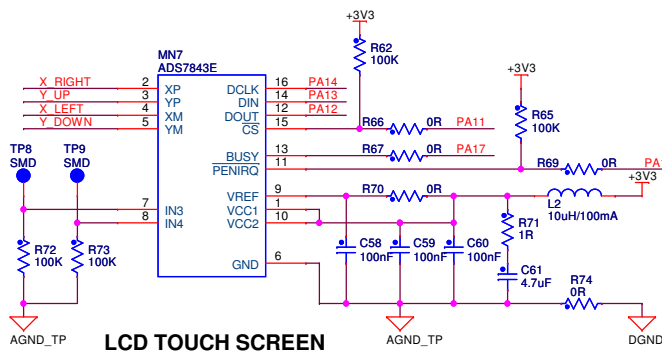 +3V3
MN7
ADS7843E
R62
100K
+3V3
X_RIGHT 2 XP DCLK 16 PA14
Y_UP 3 YP DIN 14 PA13
X_LEFT 4 XM DOUT 12 PA12
Y_DOWN 5 YM CS 15 R66 0R PA11
R65
100K
TP8
SMD
TP9
SMD
BUSY 13 R67 0R PA17
PENIRQ 11 R69 0R PA
+3V3
7 IN3 VREF 9 R70 0R
8 IN4 VCC1 1
VCC2 10
L2
10uH/100mA
R71
1R
R72
100K
R73
100K
C58
100nF
C59
100nF
C60
100nF
GND 6
C61
4.7uF
R74
0R
AGND_TP
LCD TOUCH SCREEN
AGND_TP
DGND